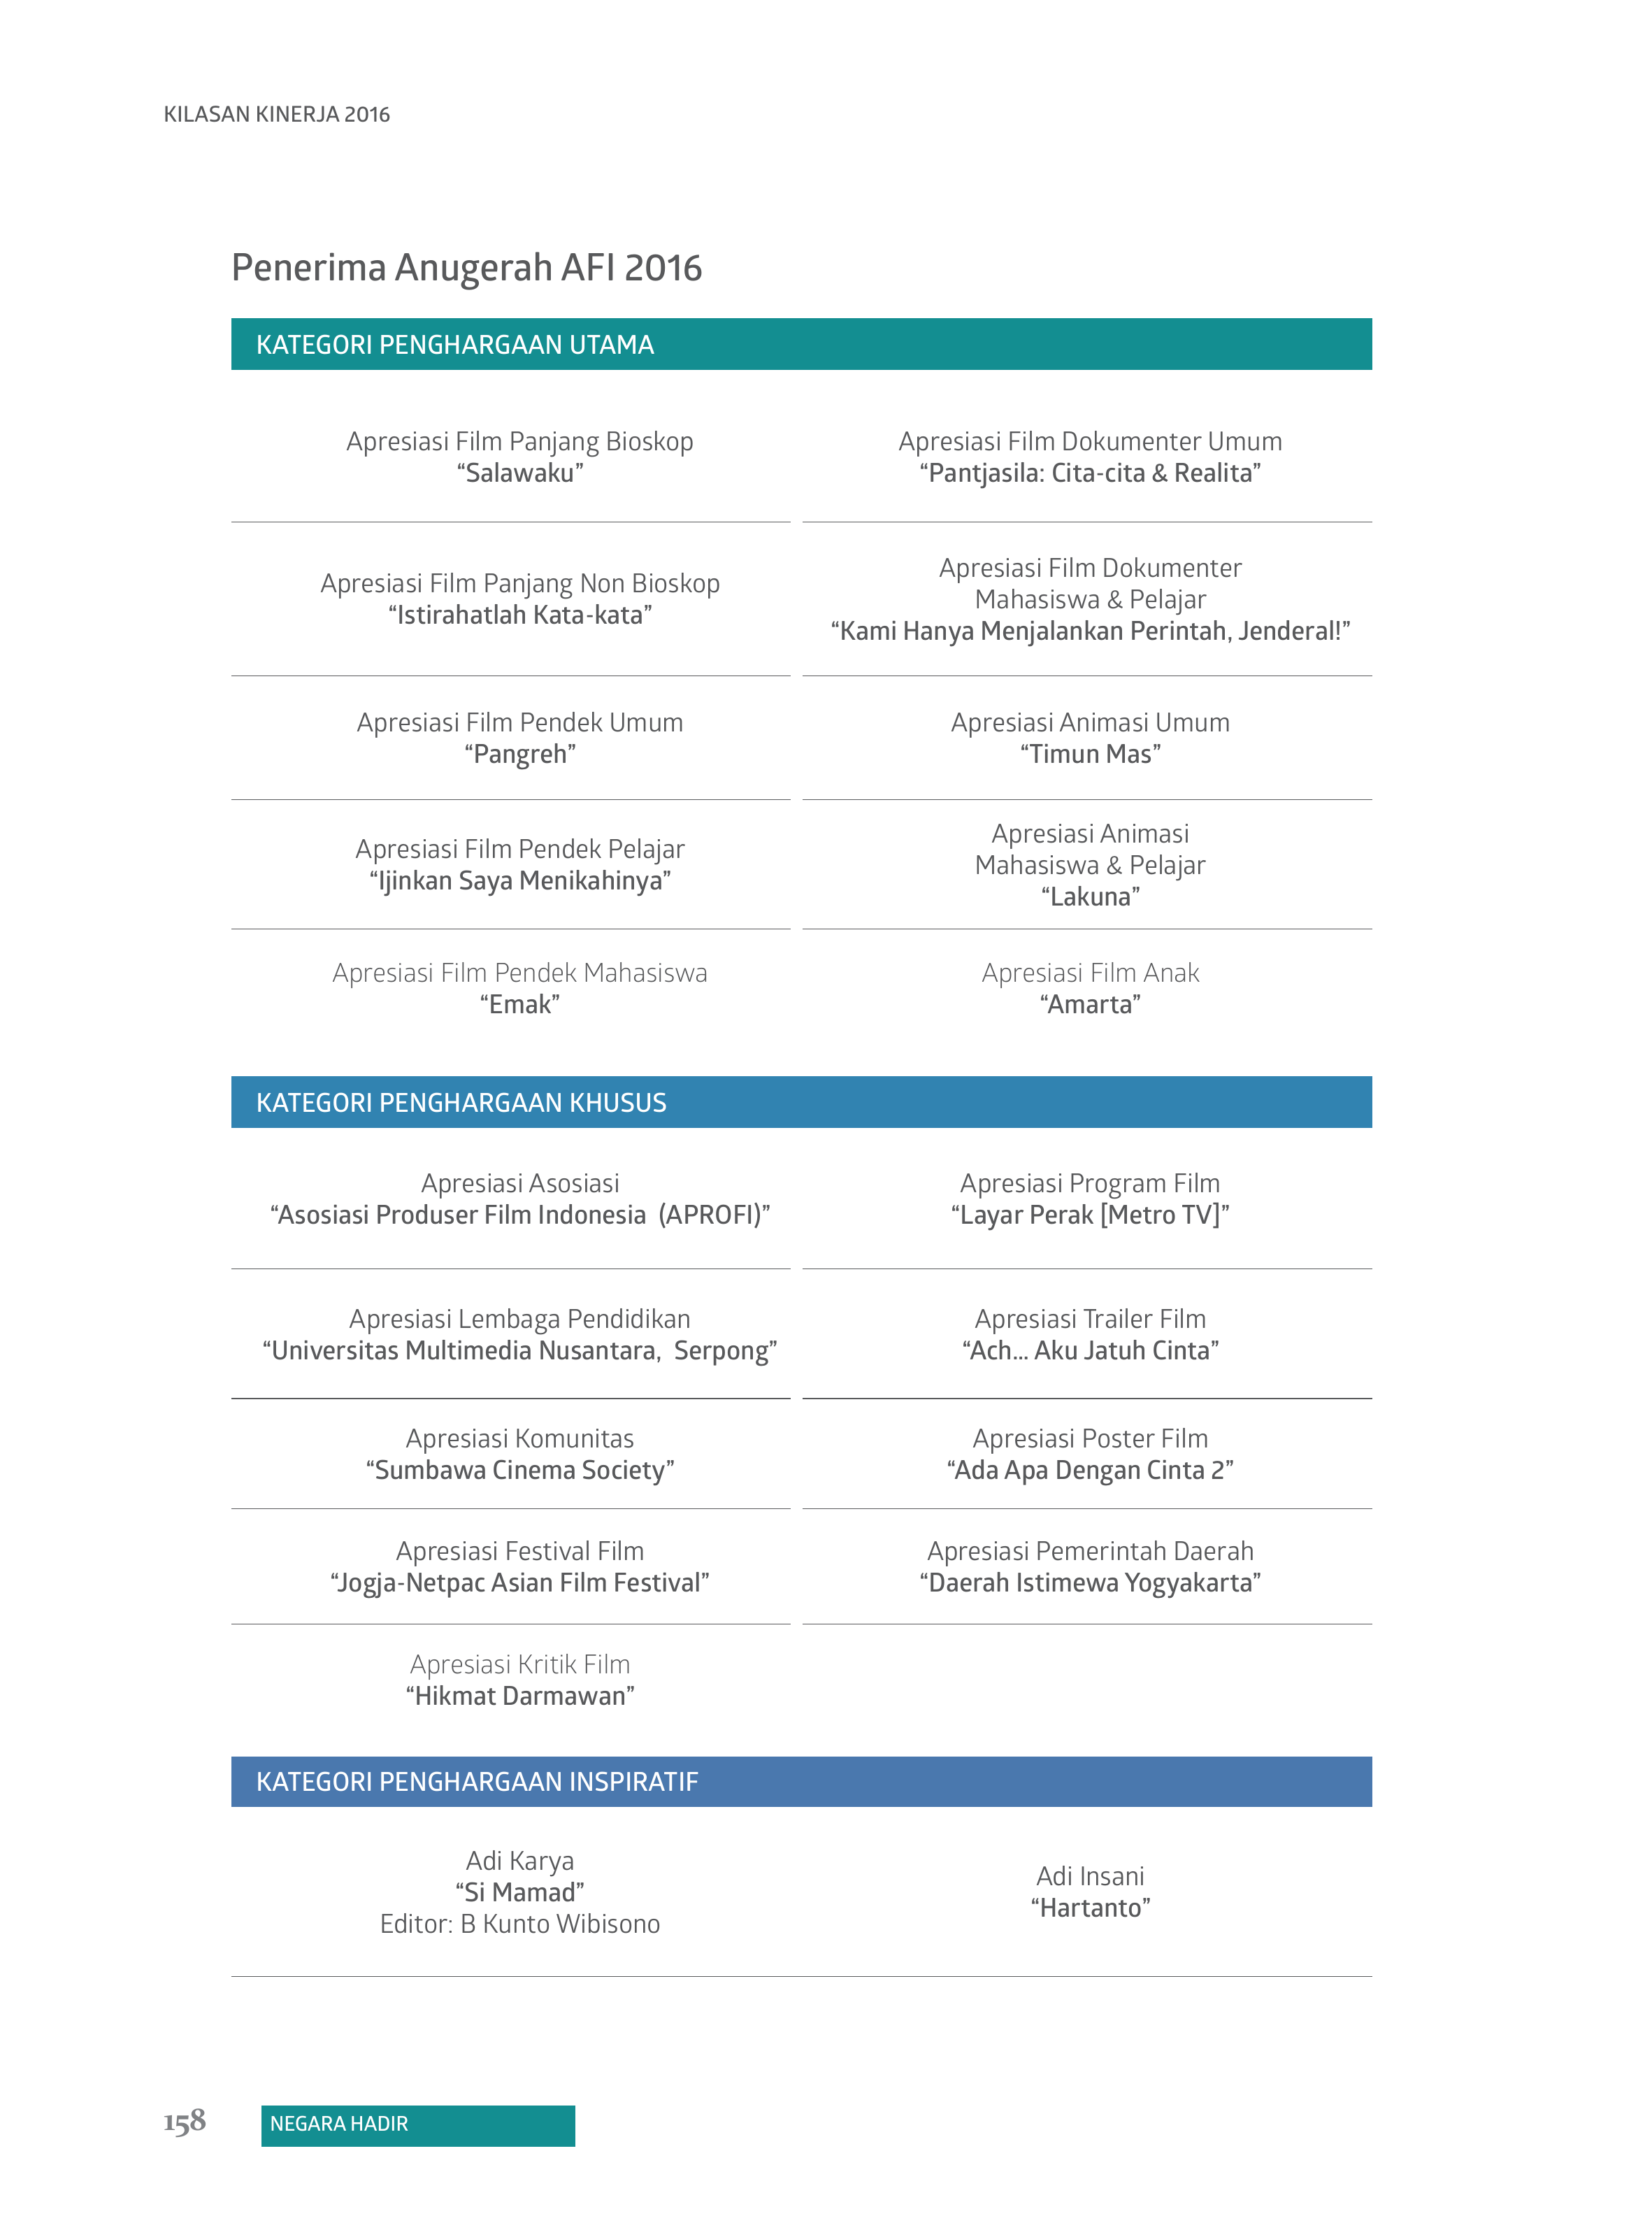 KILASAN KINERJA 2016
Penerima Anugerah AFI 2016
KATEGORI PENGHARGAAN UTAMA
Apresiasi Film Panjang Bioskop
“Salawaku”
Apresiasi Film Dokumenter Umum
“Pantjasila: Cita-cita & Realita”
Apresiasi Film Panjang Non Bioskop
“Istirahatlah Kata-kata”
Apresiasi Film Dokumenter
Mahasiswa & Pelajar
“Kami Hanya Menjalankan Perintah, Jenderal!”
Apresiasi Film Pendek Umum
“Pangreh”
Apresiasi Animasi Umum
“Timun Mas”
Apresiasi Film Pendek Pelajar
“Ijinkan Saya Menikahinya”
Apresiasi Animasi
Mahasiswa & Pelajar
“Lakuna”
Apresiasi Film Pendek Mahasiswa
“Emak”
Apresiasi Film Anak
“Amarta”
KATEGORI PENGHARGAAN KHUSUS
Apresiasi Asosiasi
“Asosiasi Produser Film Indonesia (APROFI)”
Apresiasi Program Film
“Layar Perak [Metro TV]”
Apresiasi Lembaga Pendidikan
“Universitas Multimedia Nusantara, Serpong”
Apresiasi Trailer Film
“Ach... Aku Jatuh Cinta”
Apresiasi Komunitas
“Sumbawa Cinema Society”
Apresiasi Poster Film
“Ada Apa Dengan Cinta 2”
Apresiasi Festival Film
“Jogja-Netpac Asian Film Festival”
Apresiasi Pemerintah Daerah
“Daerah Istimewa Yogyakarta”
Apresiasi Kritik Film
“Hikmat Darmawan”
KATEGORI PENGHARGAAN INSPIRATIF
Adi Karya
“Si Mamad”
Editor: B Kunto Wibisono
Adi Insani
“Hartanto”
158
NEGARA HADIR